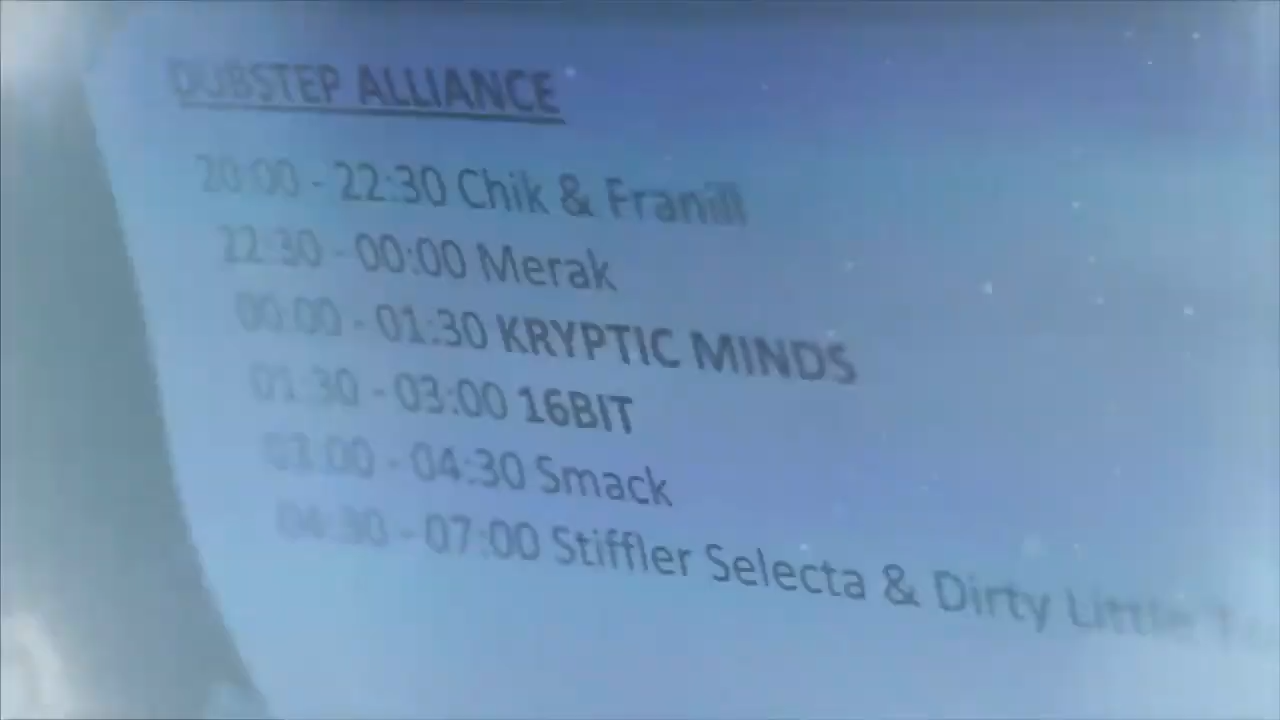 DUBSTEP ALLIANCE
20:00 - 22:30 Chik & Franill
22:30 - 00:00 Merak
00:00 - 01:30 KRYPTIC MINDS
01:30 - 03:00 16BIT
03:00 - 04:30 Smack
04:30 - 07:00 Stiffler Selecta & Dirty Little